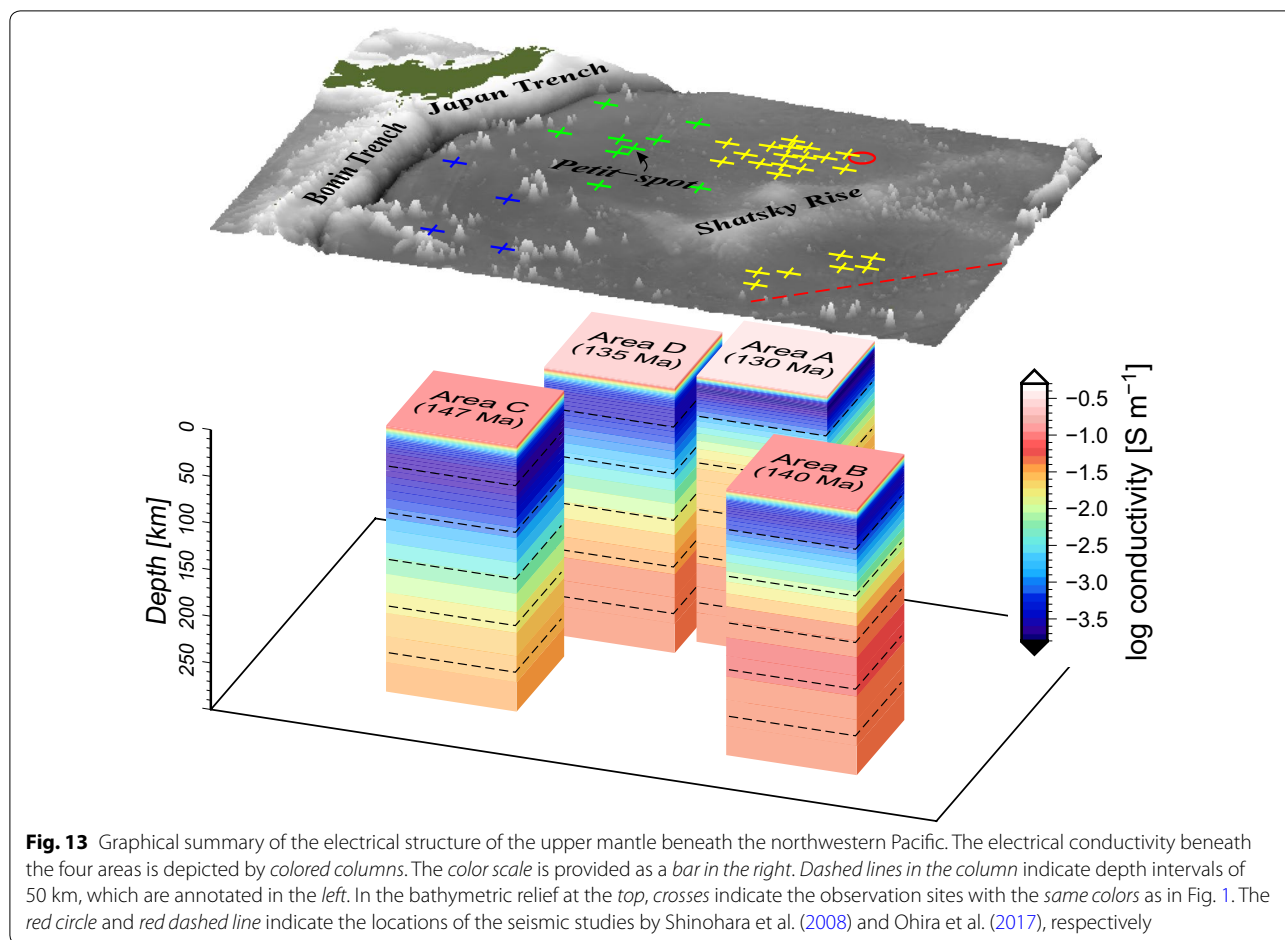 Japan Trench
Bonin Trench
Petit-spot
Shatsky Rise
Area D
(135 Ma)
Area A
(130 Ma)
Area C
(147 Ma)
Area B
(140 Ma)
0
50
100
150
200
250
Depth [km]
−0.5
−1.0
−1.5
−2.0
−2.5
−3.0
−3.5
log conductivity [S m⁻¹]
Fig. 13 Graphical summary of the electrical structure of the upper mantle beneath the northwestern Pacific. The electrical conductivity beneath
the four areas is depicted by colored columns. The color scale is provided as a bar in the right. Dashed lines in the column indicate depth intervals of
50 km, which are annotated in the left. In the bathymetric relief at the top, crosses indicate the observation sites with the same colors as in Fig. 1. The
red circle and red dashed line indicate the locations of the seismic studies by Shinohara et al. (2008) and Ohira et al. (2017), respectively